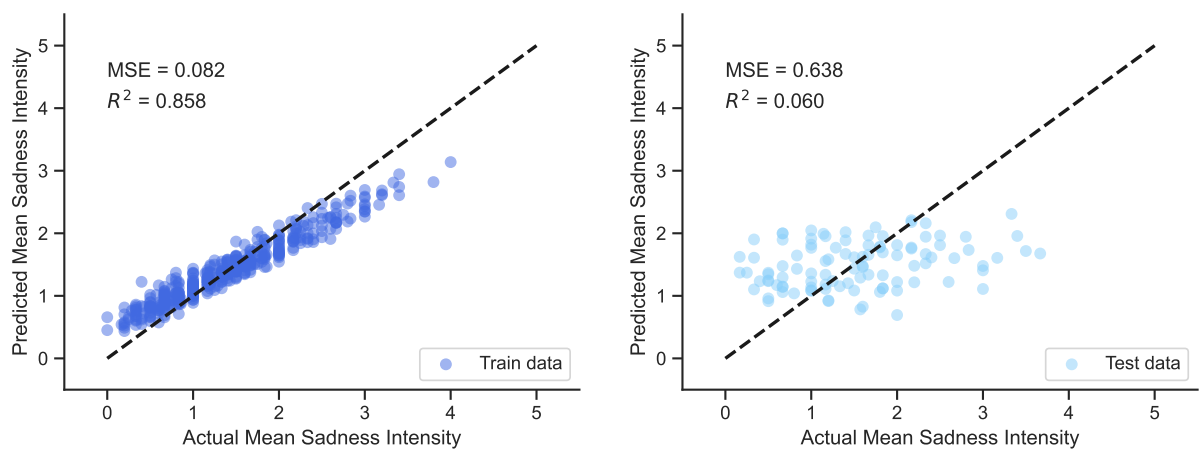 Predicted Mean Sadness Intensity
5
4
3
2
1
0
MSE = 0.082
R² = 0.858
Train data
0 1 2 3 4 5
Actual Mean Sadness Intensity
Predicted Mean Sadness Intensity
5
4
3
2
1
0
MSE = 0.638
R² = 0.060
Test data
0 1 2 3 4 5
Actual Mean Sadness Intensity